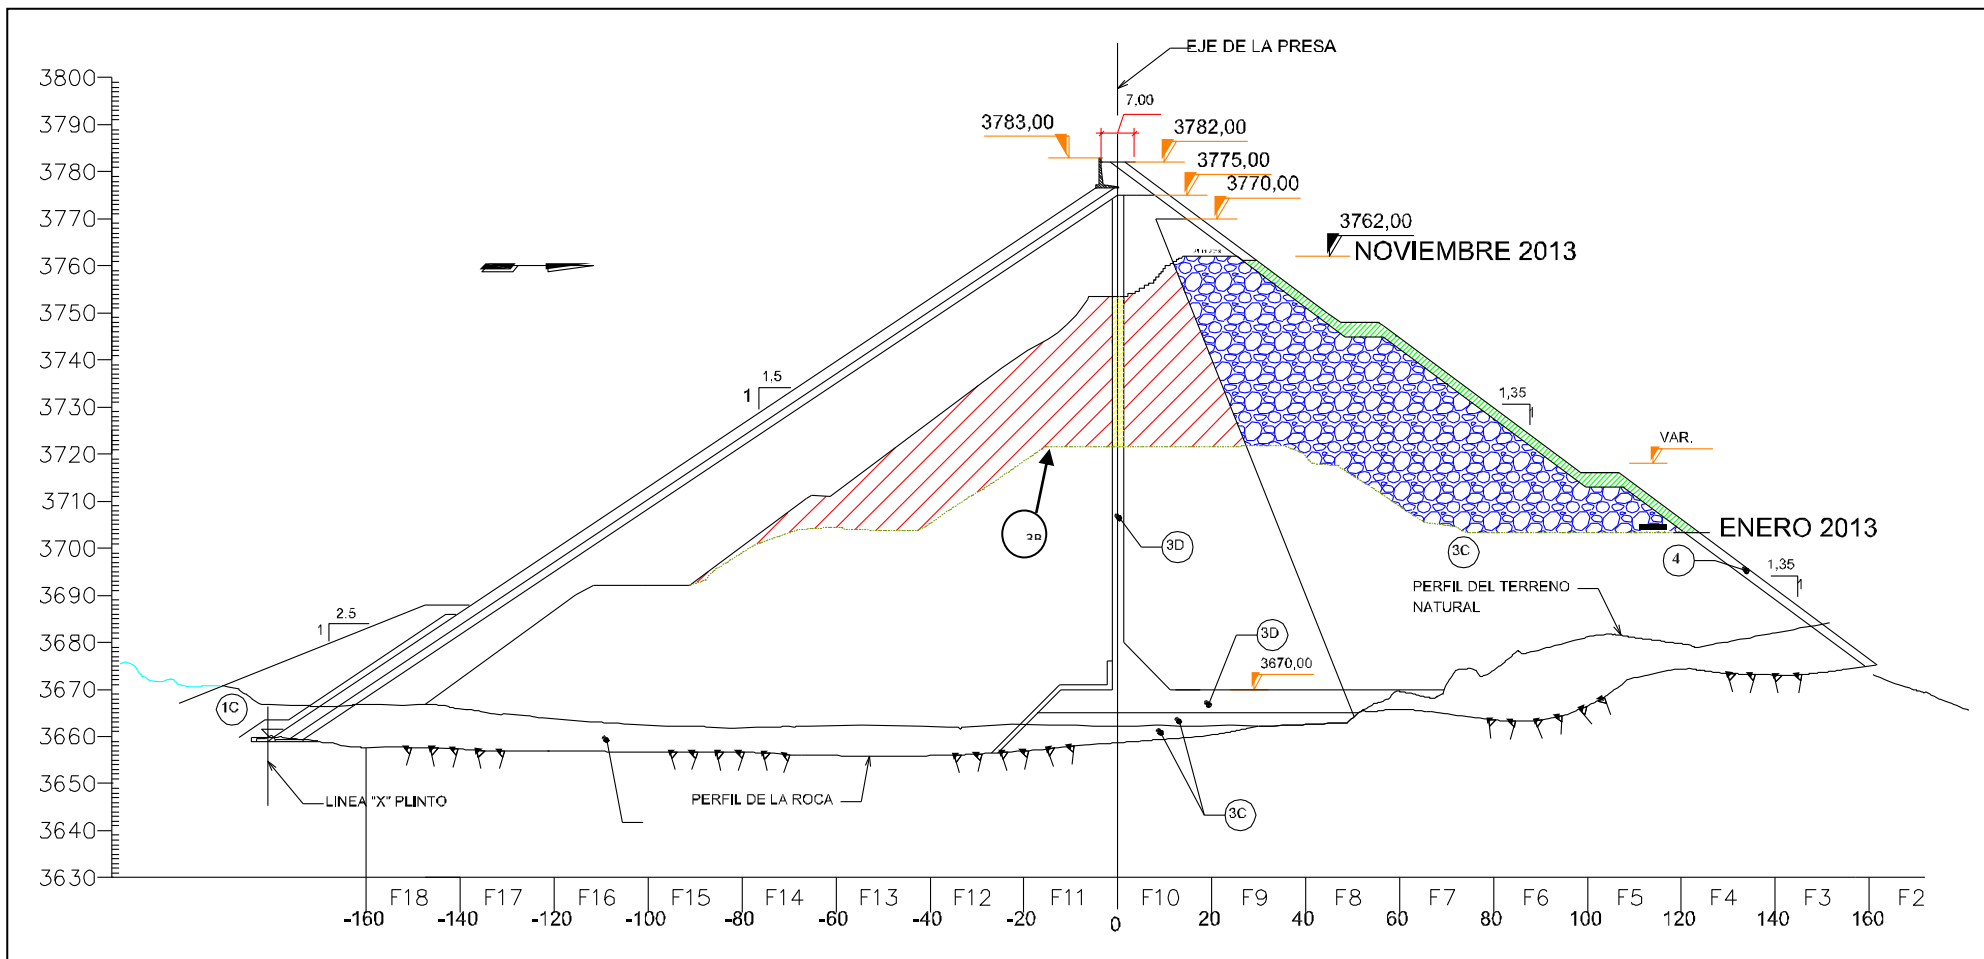 EJE DE LA PRESA
3800
7,00
3790
3783,00
3782,00
3780
3775,00
3770,00
3770
3762,00
NOVIEMBRE 2013
3760
3750
3740
1,5
1
1,35
1
3730
VAR.
3720
3710
ENERO 2013
3B
3D
3C
4
3700
1,35
1
PERFIL DEL TERRENO
NATURAL
3690
2.5
1
3D
3680
3670,00
3670
1C
3660
3650
LINEA "X" PLINTO
PERFIL DE LA ROCA
3C
3640
3630
F18 F17 F16 F15 F14 F13 F12 F11 F10 F9 F8 F7 F6 F5 F4 F3 F2
-160 -140 -120 -100 -80 -60 -40 -20 0 20 40 60 80 100 120 140 160